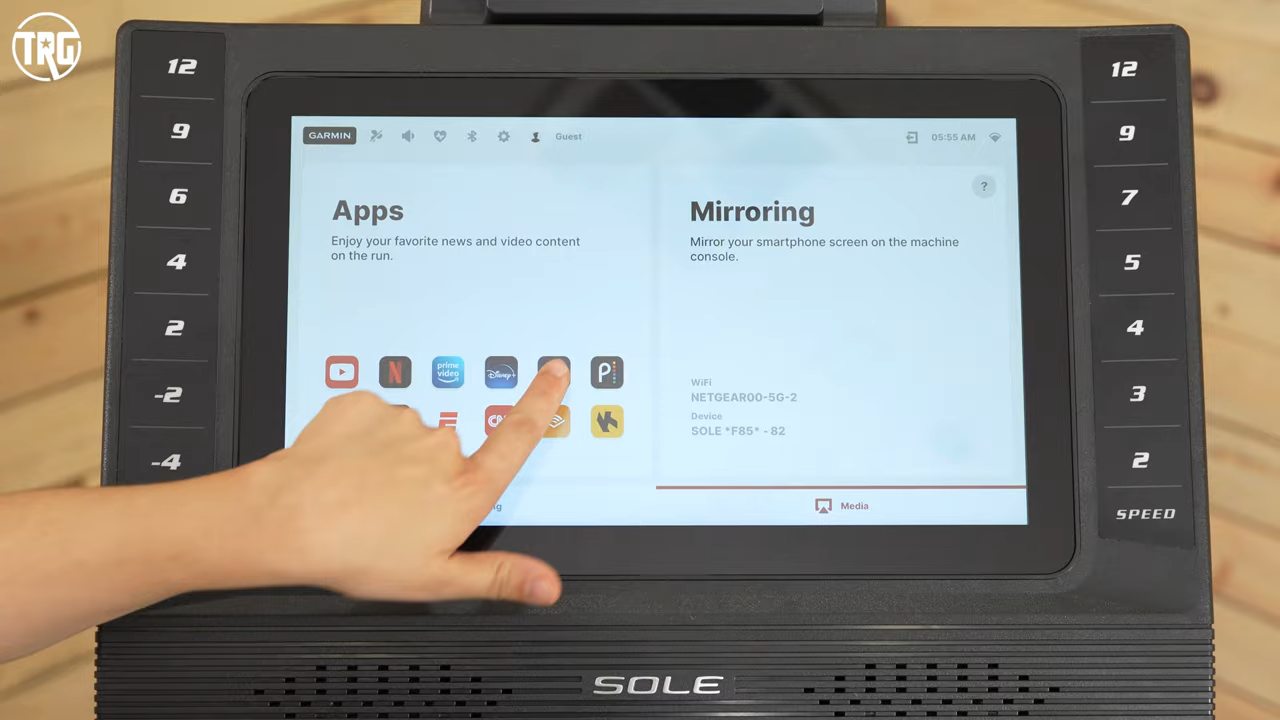 TRG
12
9
6
4
2
-2
-4
GARMIN
Guest
05:55 AM
Apps
Enjoy your favorite news and video content
on the run.
N
prime
video
Disney+
P
CN
Mirroring
?
Mirror your smartphone screen on the machine
console.
WiFi
NETGEAR00-5G-2
Device
SOLE *F85* - 82
Media
12
9
7
5
4
3
2
SPEED
SOLE